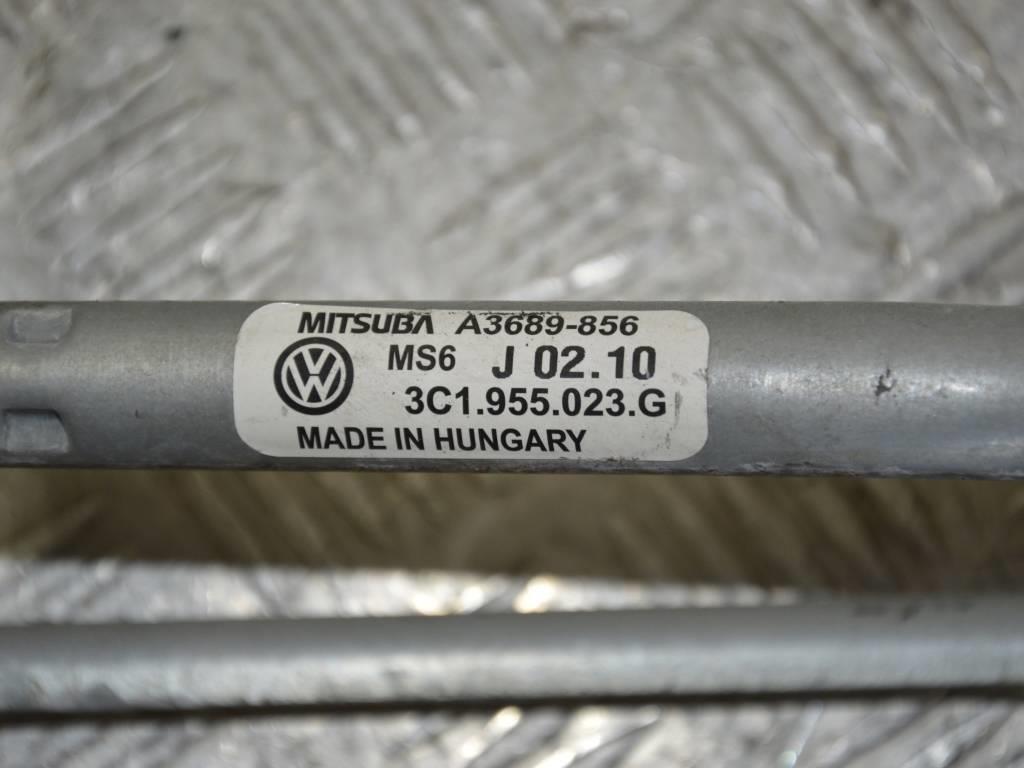 MITSUBA A3689-856
MS6 J 02.10
3C1.955.023.G
MADE IN HUNGARY